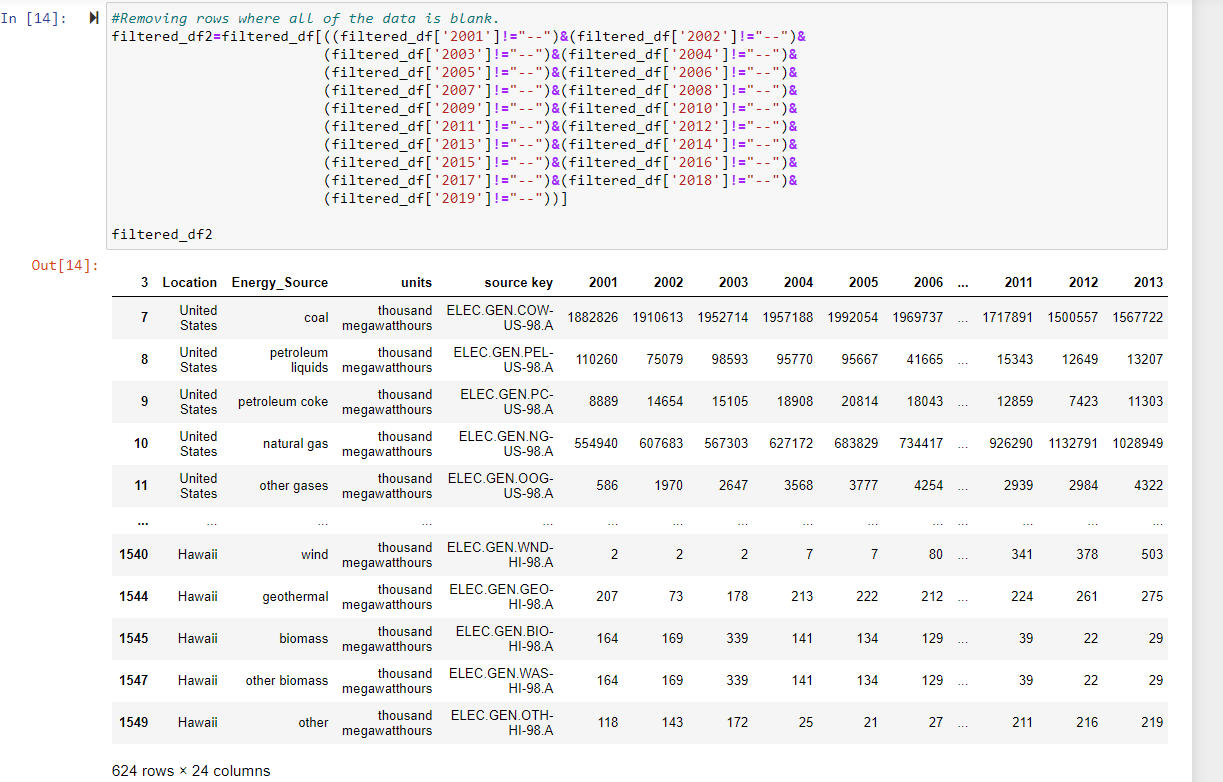 In [14]:
#Removing rows where all of the data is blank.
filtered_df2=filtered_df[((filtered_df['2001']!="--")&(filtered_df['2002']!="--")&
(filtered_df['2003']!="--")&(filtered_df['2004']!="--")&
(filtered_df['2005']!="--")&(filtered_df['2006']!="--")&
(filtered_df['2007']!="--")&(filtered_df['2008']!="--")&
(filtered_df['2009']!="--")&(filtered_df['2010']!="--")&
(filtered_df['2011']!="--")&(filtered_df['2012']!="--")&
(filtered_df['2013']!="--")&(filtered_df['2014']!="--")&
(filtered_df['2015']!="--")&(filtered_df['2016']!="--")&
(filtered_df['2017']!="--")&(filtered_df['2018']!="--")&
(filtered_df['2019']!="--"))]
filtered_df2
Out[14]:
3 Location Energy_Source units source key 2001 2002 2003 2004 2005 2006 ... 2011 2012 2013
7 United States coal thousand megawatthours ELEC.GEN.COW-US-98.A 1882826 1910613 1952714 1957188 1992054 1969737 ... 1717891 1500557 1567722
8 United States petroleum liquids thousand megawatthours ELEC.GEN.PEL-US-98.A 110260 75079 98593 95770 95667 41665 ... 15343 12649 13207
9 United States petroleum coke thousand megawatthours ELEC.GEN.PC-US-98.A 8889 14654 15105 18908 20814 18043 ... 12859 7423 11303
10 United States natural gas thousand megawatthours ELEC.GEN.NG-US-98.A 554940 607683 567303 627172 683829 734417 ... 926290 1132791 1028949
11 United States other gases thousand megawatthours ELEC.GEN.OOG-US-98.A 586 1970 2647 3568 3777 4254 ... 2939 2984 4322
... ... ... ... ... ... ... ... ... ... ... ... ... ... ...
1540 Hawaii wind thousand megawatthours ELEC.GEN.WND-HI-98.A 2 2 2 7 7 80 ... 341 378 503
1544 Hawaii geothermal thousand megawatthours ELEC.GEN.GEO-HI-98.A 207 73 178 213 222 212 ... 224 261 275
1545 Hawaii biomass thousand megawatthours ELEC.GEN.BIO-HI-98.A 164 169 339 141 134 129 ... 39 22 29
1547 Hawaii other biomass thousand megawatthours ELEC.GEN.WAS-HI-98.A 164 169 339 141 134 129 ... 39 22 29
1549 Hawaii other thousand megawatthours ELEC.GEN.OTH-HI-98.A 118 143 172 25 21 27 ... 211 216 219
624 rows × 24 columns